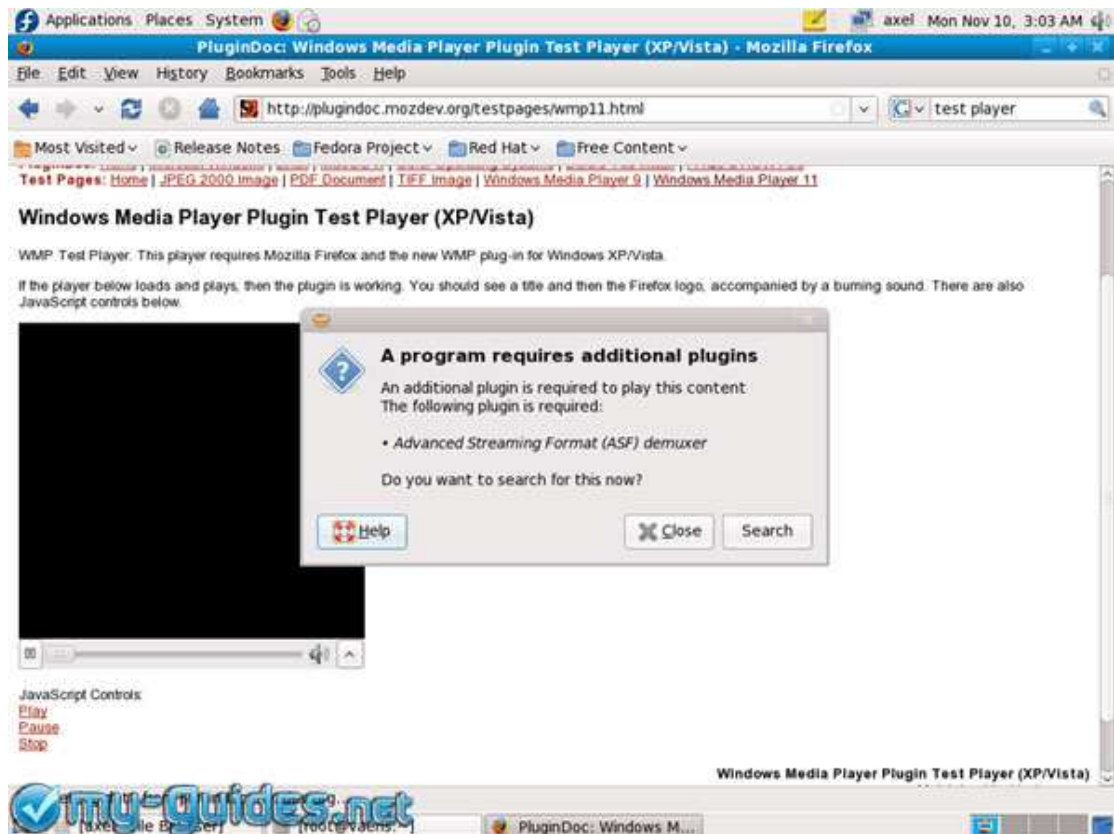 Applications Places System axel Mon Nov 10, 3:03 AM
PluginDoc: Windows Media Player Plugin Test Player (XP/Vista) - Mozilla Firefox
File Edit View History Bookmarks Tools Help
http://plugindoc.mozdev.org/testpages/wmp11.html test player
Most Visited Release Notes Fedora Project Red Hat Free Content
Test Pages: Home | JPEG 2000 Image | PDF Document | TIFF Image | Windows Media Player 9 | Windows Media Player 11
Windows Media Player Plugin Test Player (XP/Vista)
WMP Test Player. This player requires Mozilla Firefox and the new WMP plug-in for Windows XP/Vista.
If the player below loads and plays, then the plugin is working. You should see a title and then the Firefox logo, accompanied by a burning sound. There are also
JavaScript controls below.
A program requires additional plugins
An additional plugin is required to play this content
The following plugin is required:
• Advanced Streaming Format (ASF) demuxer
Do you want to search for this now?
Help Close Search
JavaScript Controls:
Play
Pause
Stop
Windows Media Player Plugin Test Player (XP/Vista)
my-guides.net
PluginDoc: Windows M...